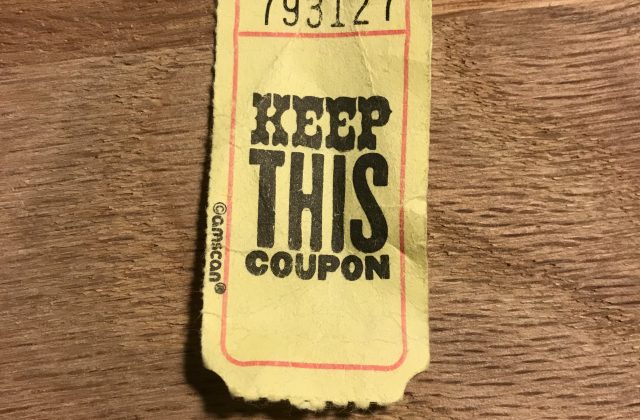 793127
KEEP
THIS
COUPON
©amscan®